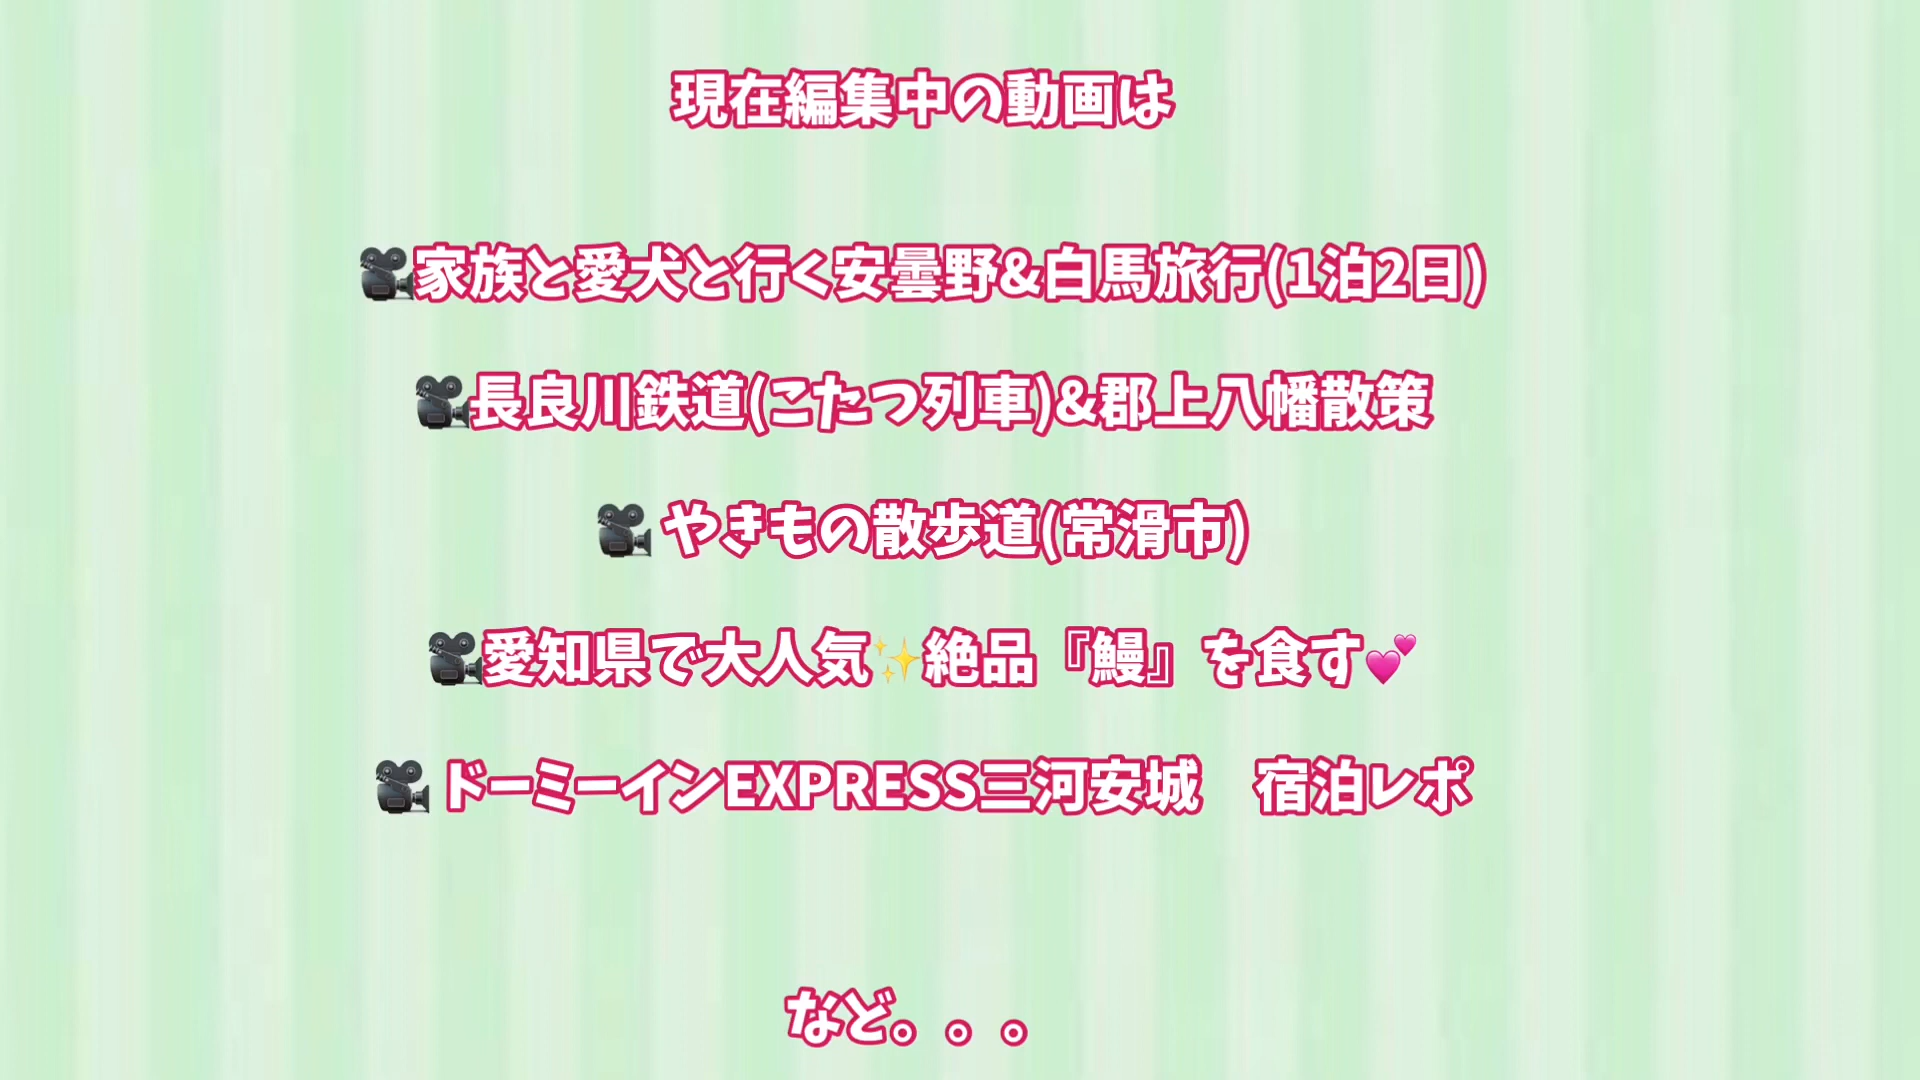 現在編集中の動画は
🎥家族と愛犬と行く安曇野&白馬旅行(1泊2日)
🎥長良川鉄道(こたつ列車)&郡上八幡散策
🎥 やきもの散歩道(常滑市)
🎥愛知県で大人気✨絶品『鰻』を食す💕
🎥 ドーミーインEXPRESS三河安城　宿泊レポ
など。。。